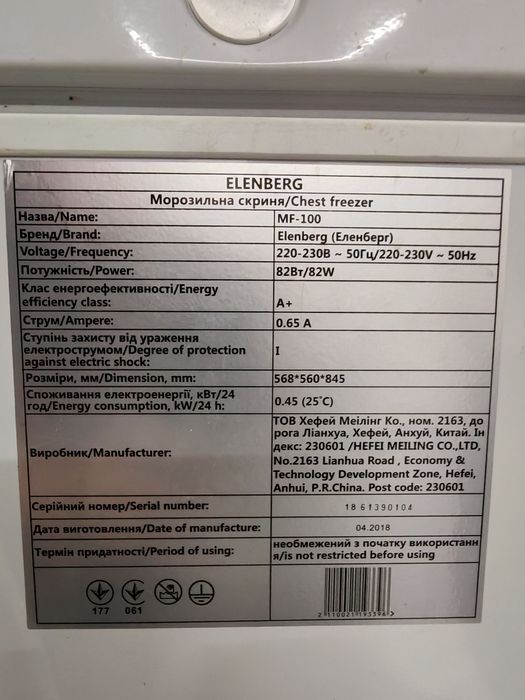 ELENBERG
Морозильна скриня/Chest freezer
Назва/Name: MF-100
Бренд/Brand: Elenberg (Еленберг)
Voltage/Frequency: 220-230В ~ 50Гц/220-230V ~ 50Hz
Потужність/Power: 82Вт/82W
Клас енергоефективності/Energy
efficiency class: A+
Струм/Ampere: 0.65 A
Ступінь захисту від ураження
електрострумом/Degree of protection
against electric shock: I
Розміри, мм/Dimension, mm: 568*560*845
Споживання електроенергії, кВт/24
год/Energy consumption, kW/24 h: 0.45 (25˚C)
Виробник/Manufacturer:
ТОВ Хефей Мейлінг Ко., ном. 2163, до
рога Ліанхуа, Хефей, Анхуй, Китай. Ін
декс: 230601 /HEFEI MEILING CO.,LTD,
No.2163 Lianhua Road , Economy &
Technology Development Zone, Hefei,
Anhui, P.R.China. Post code: 230601
Серійний номер/Serial number: 1861390104
Дата виготовлення/Date of manufacture: 04.2018
Термін придатності/Period of using:
необмежений з початку використанн
я/is not restricted before using
177 061
2 110021 193396 >